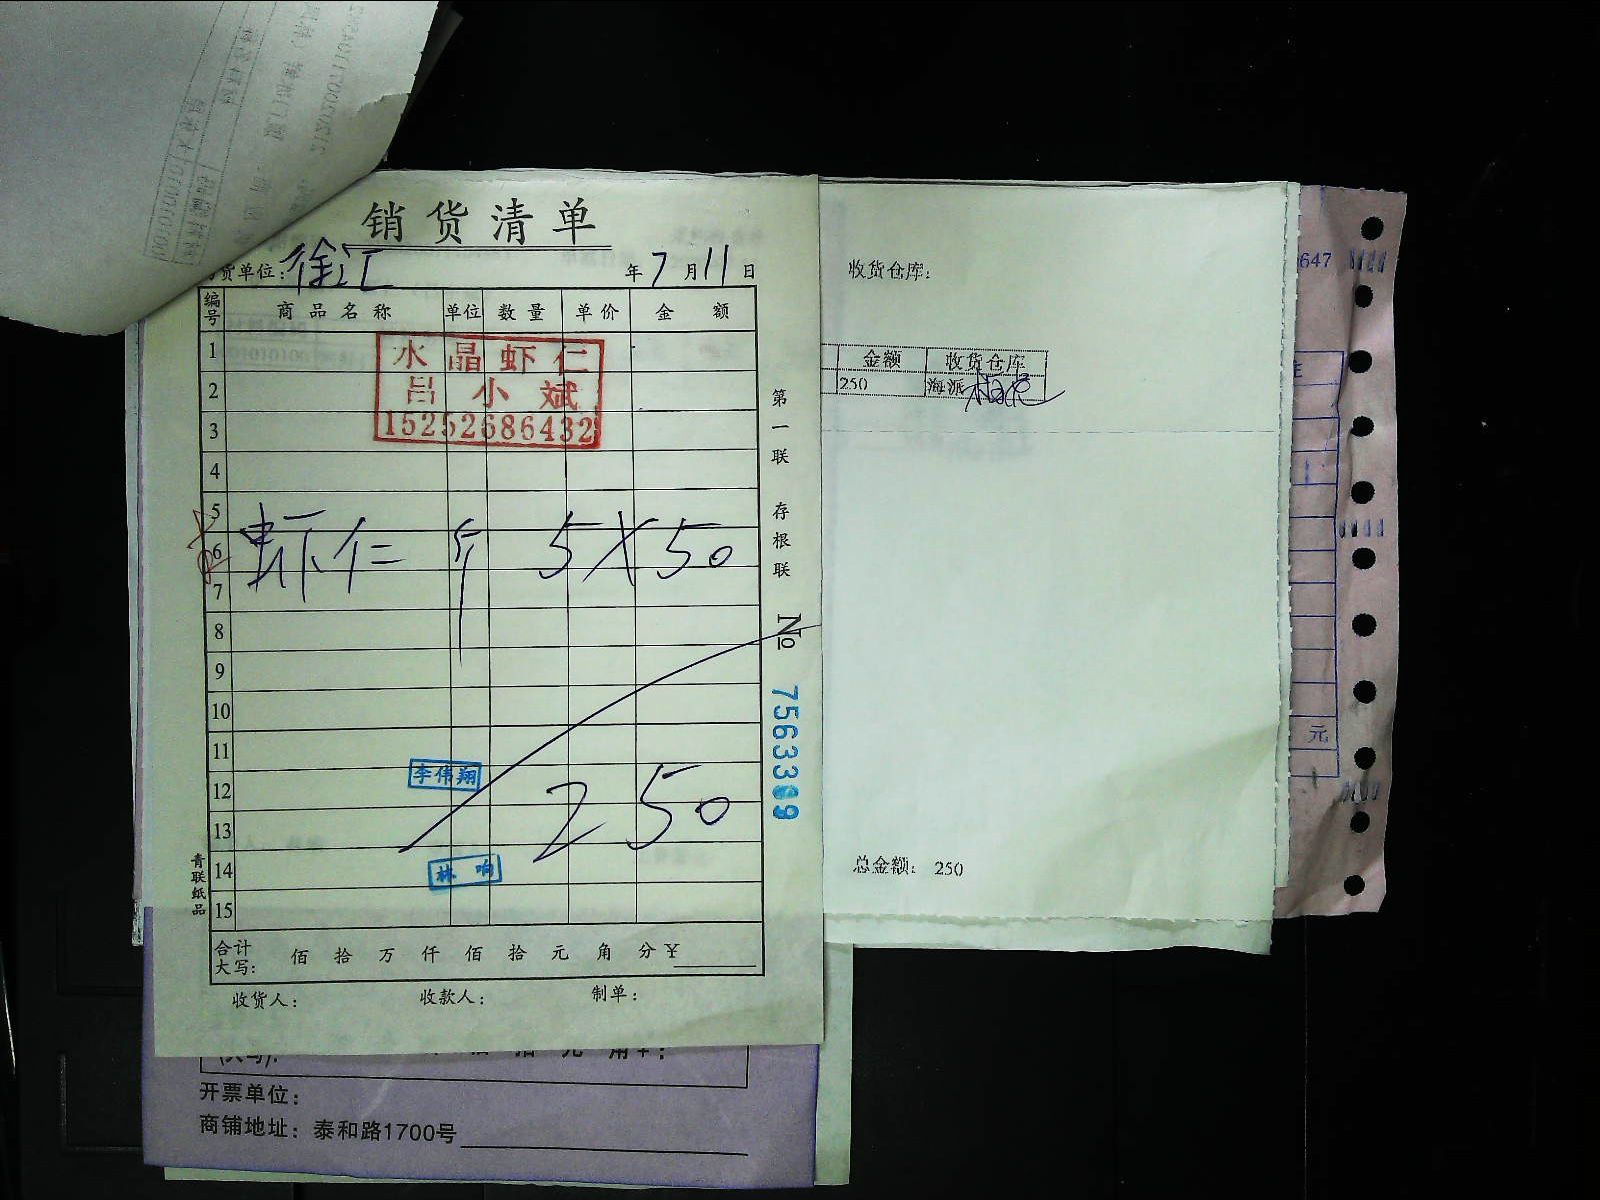 销货清单
货单位：徐汇 年7月11日
编号 商品名称 单位 数量 单价 金额
1
2
3
4
5
6
7
8
9
10
11
12
13
14
15
水晶虾仁
吕小斌
15252686432
虾仁 斤 5X50
250
李伟翔
林响
合计大写： 佰拾万仟佰拾元角分¥
收货人： 收款人： 制单：
青联纸品
第一联 存根联 No
收货仓库：
金额 收货仓库
250 海派
总金额： 250
647
元
开票单位：
商铺地址：泰和路1700号